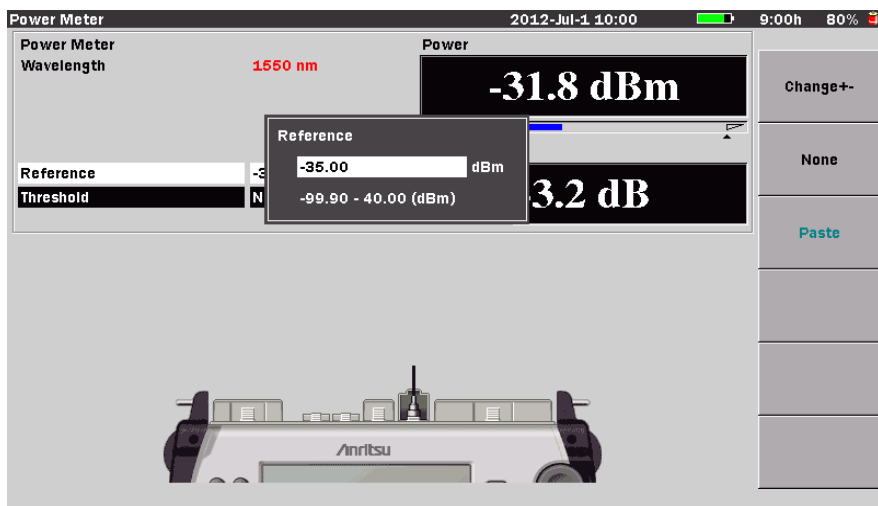 Power Meter 2012-Jul-1 10:00 9:00h 80%
Power Meter Power
Wavelength 1550 nm
-31.8 dBm
Change+-
Reference
-35.00 dBm
-99.90 - 40.00 (dBm)
None
Reference
Threshold
3.2 dB
Paste
Anritsu